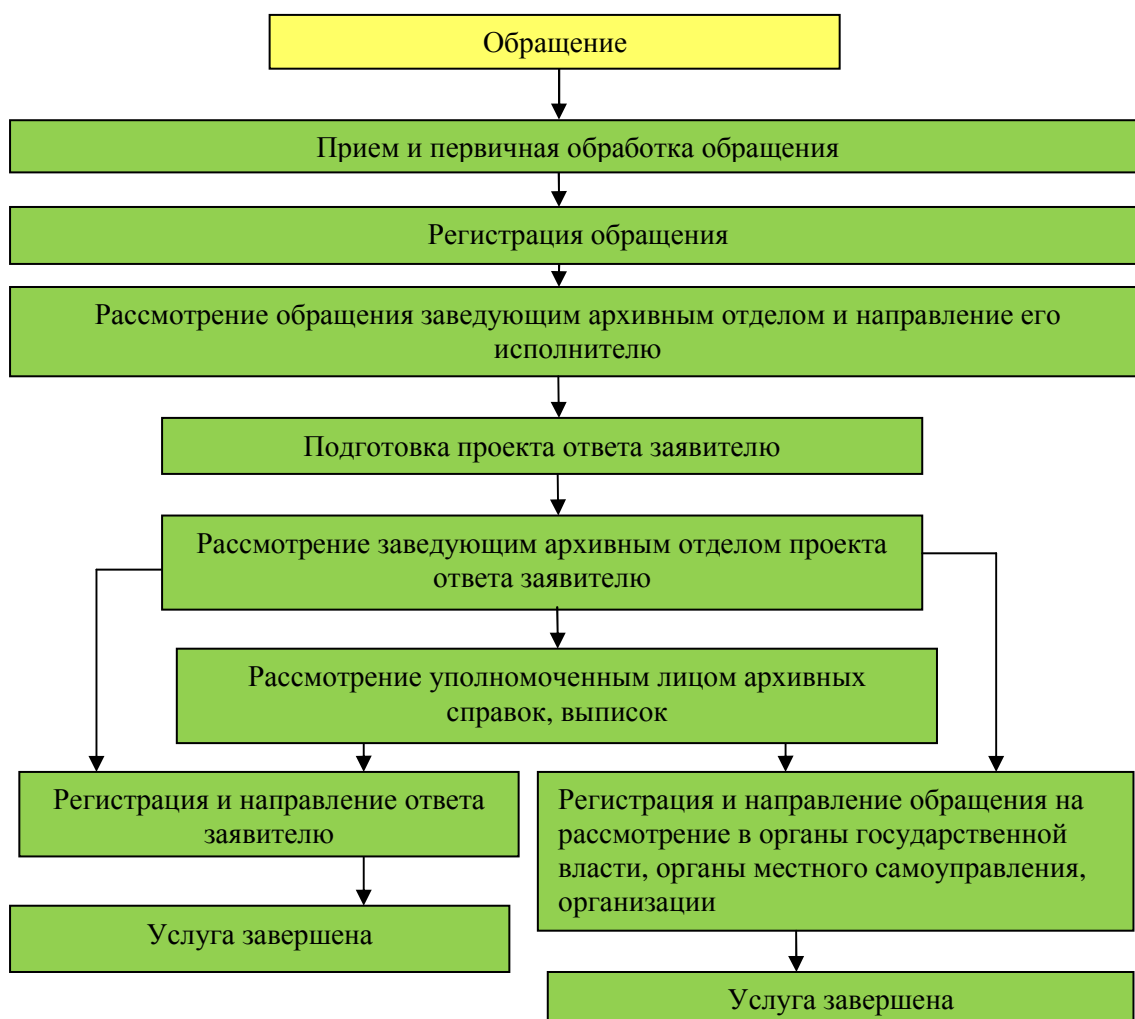 Обращение
Прием и первичная обработка обращения
Регистрация обращения
Рассмотрение обращения заведующим архивным отделом и направление его
исполнителю
Подготовка проекта ответа заявителю
Рассмотрение заведующим архивным отделом проекта
ответа заявителю
Рассмотрение уполномоченным лицом архивных
справок, выписок
Регистрация и направление ответа
заявителю
Регистрация и направление обращения на
рассмотрение в органы государственной
власти, органы местного самоуправления,
организации
Услуга завершена
Услуга завершена